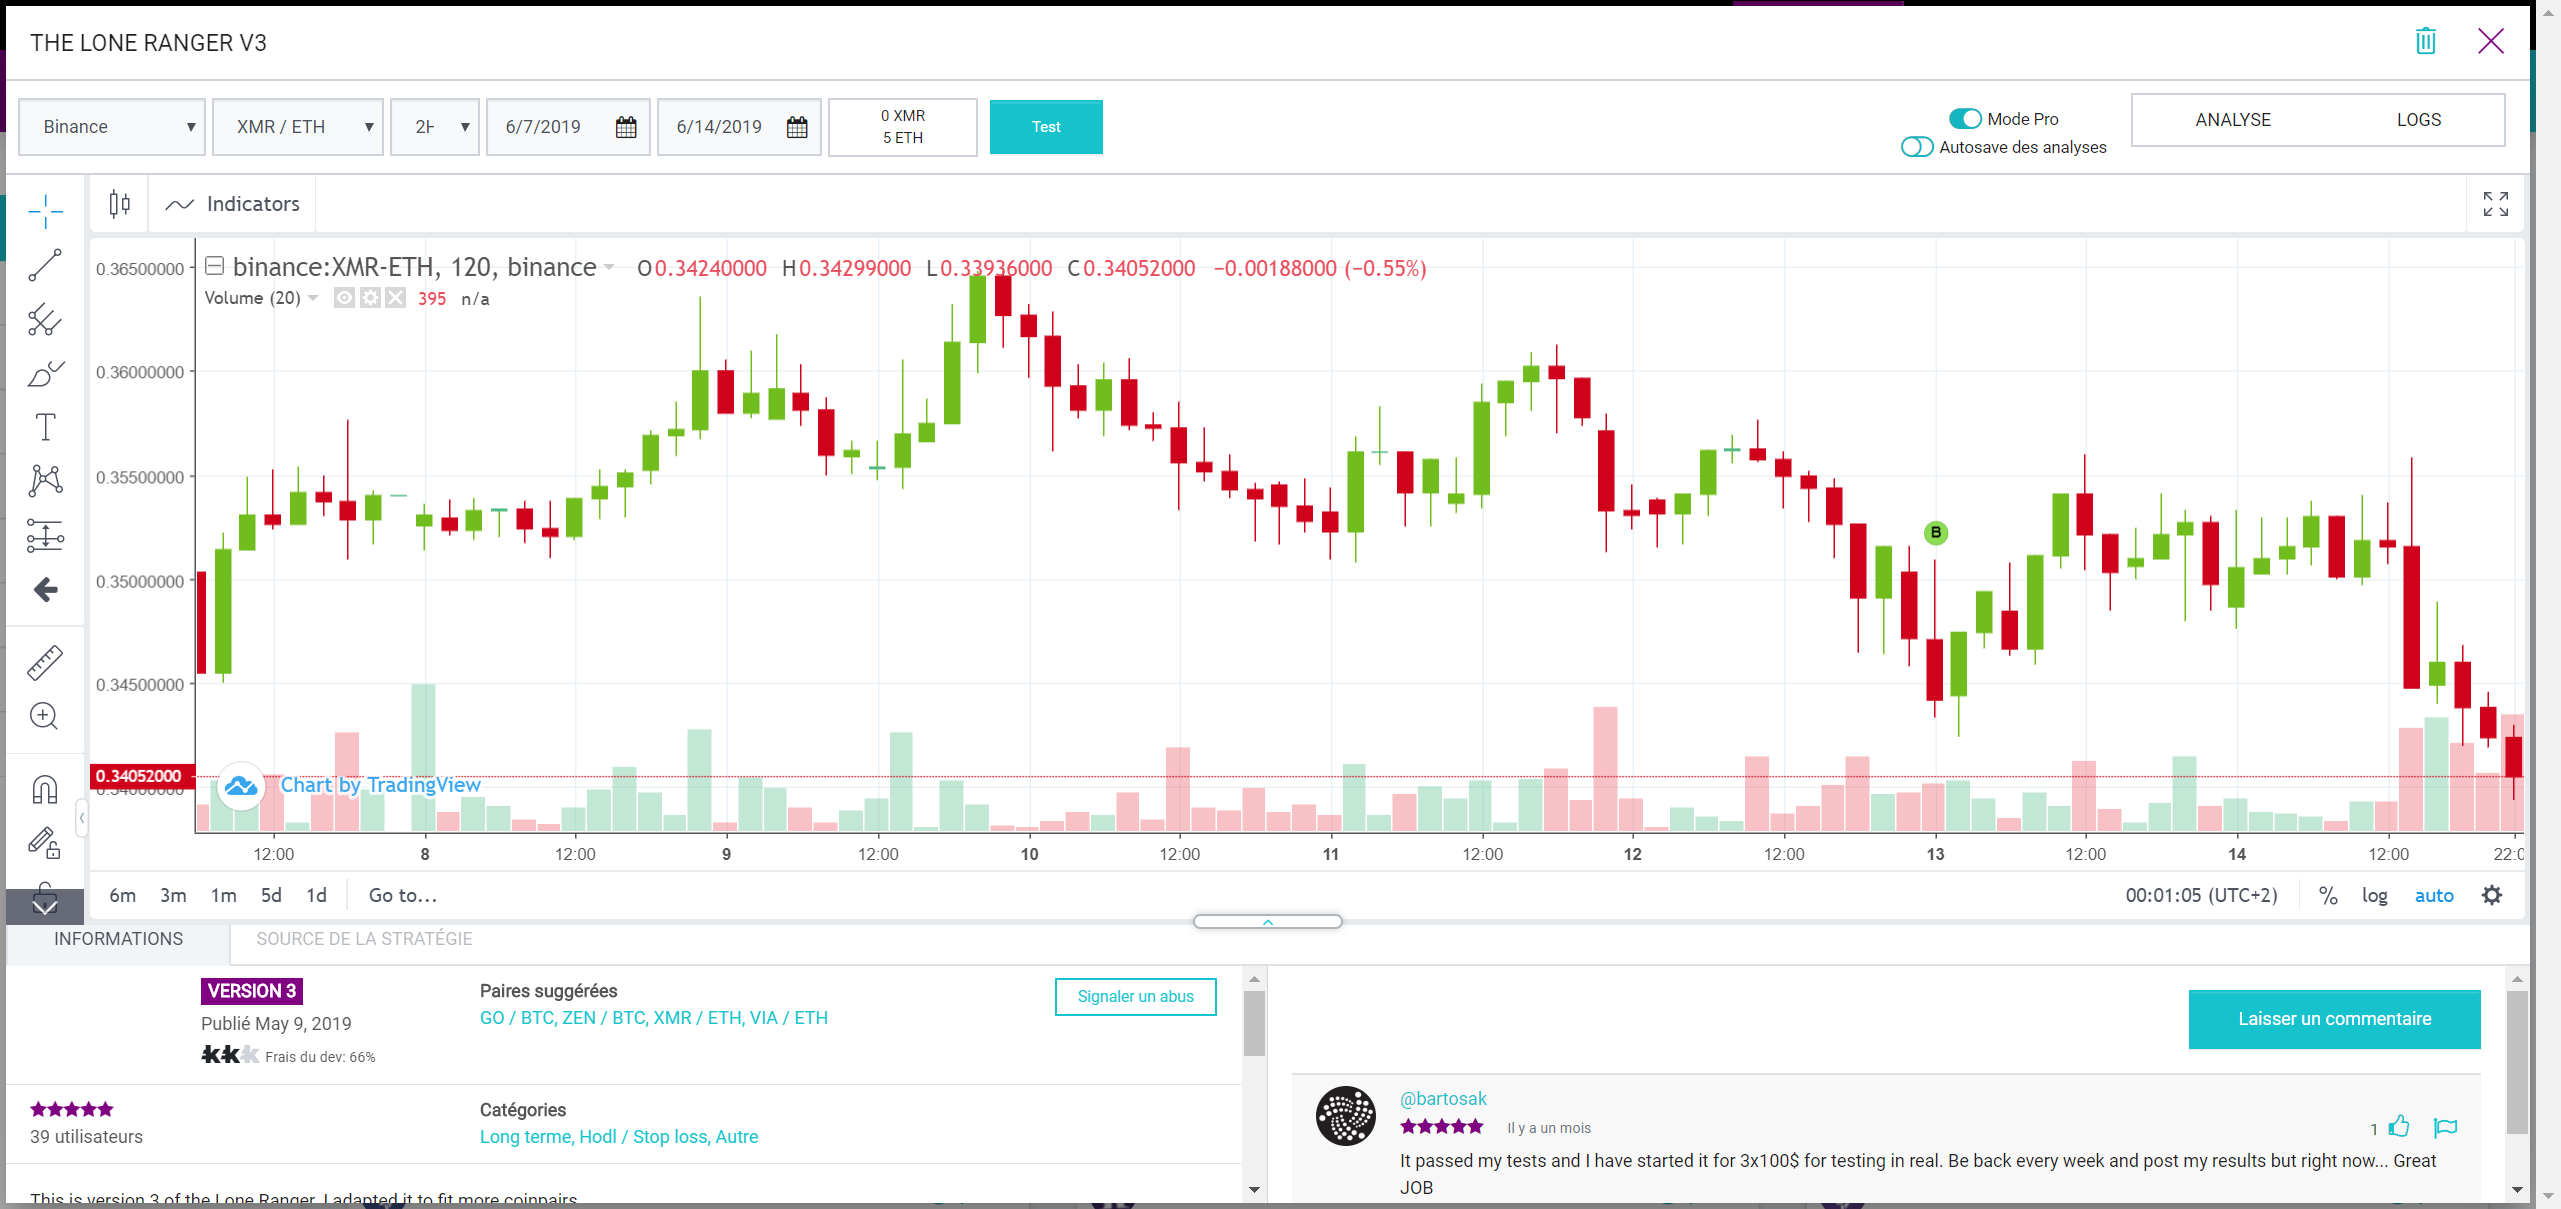 THE LONE RANGER V3
Binance
XMR / ETH
6/7/2019
6/14/2019
0 XMR
5 ETH
Test
Mode Pro
Autosave des analyses
ANALYSE
LOGS
Indicators
binance:XMR-ETH, 120, binance O0.34240000 H0.34299000 L0.33936000 C0.34052000 −0.00188000 (−0.55%)
Volume (20) 395 n/a
0.36500000
0.36000000
0.35500000
0.35000000
0.34500000
0.34052000
B
Chart by TradingView
12:00 8 12:00 9 12:00 10 12:00 11 12:00 12 12:00 13 12:00 14 12:00
6m 3m 1m 5d 1d Go to...
00:01:05 (UTC+2) % log auto
INFORMATIONS
SOURCE DE LA STRATÉGIE
VERSION 3
Publié May 9, 2019
Frais du dev: 66%
Paires suggérées
GO / BTC, ZEN / BTC, XMR / ETH, VIA / ETH
Signaler un abus
39 utilisateurs
Catégories
Long terme, Hodl / Stop loss, Autre
This is version 3 of the Lone Ranger. I adapted it to fit more coinpairs
Laisser un commentaire
@bartosak
Il y a un mois
1
It passed my tests and I have started it for 3x100$ for testing in real. Be back every week and post my results but right now... Great
JOB